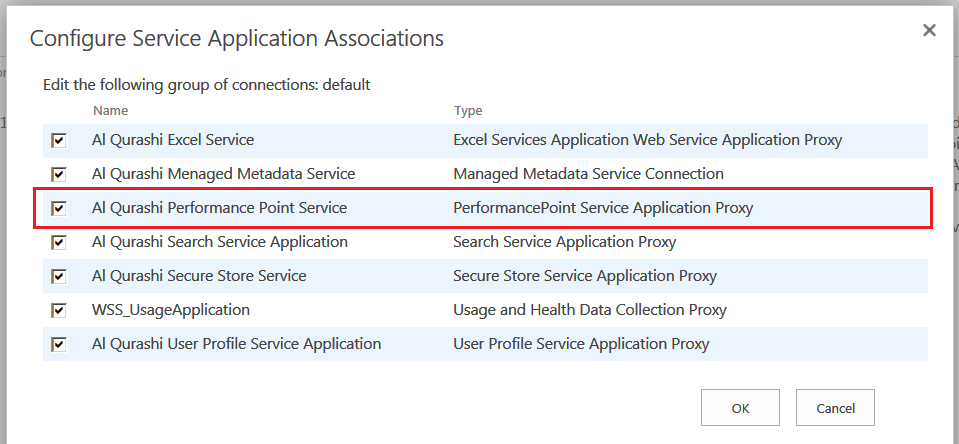 Configure Service Application Associations
Edit the following group of connections: default
Name Type
Al Qurashi Excel Service Excel Services Application Web Service Application Proxy
Al Qurashi Menaged Metadata Service Managed Metadata Service Connection
Al Qurashi Performance Point Service PerformancePoint Service Application Proxy
Al Qurashi Search Service Application Search Service Application Proxy
Al Qurashi Secure Store Service Secure Store Service Application Proxy
WSS_UsageApplication Usage and Health Data Collection Proxy
Al Qurashi User Profile Service Application User Profile Service Application Proxy
OK Cancel